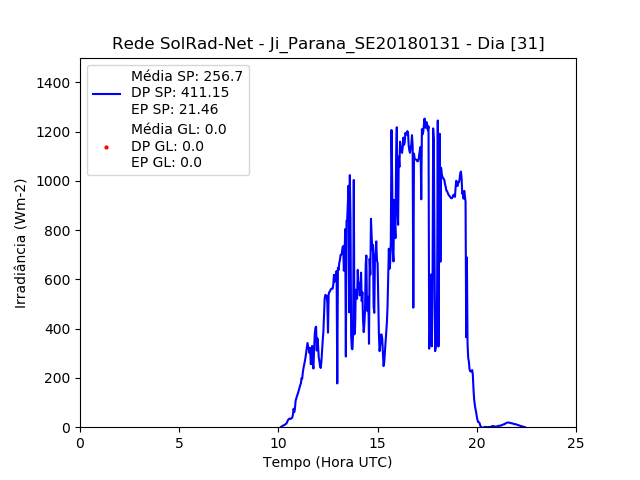 Rede SolRad-Net - Ji_Parana_SE20180131 - Dia [31]
Média SP: 256.7
DP SP: 411.15
EP SP: 21.46
Média GL: 0.0
DP GL: 0.0
EP GL: 0.0
Irradiância (Wm-2)
1400
1200
1000
800
600
400
200
0
0 5 10 15 20 25
Tempo (Hora UTC)